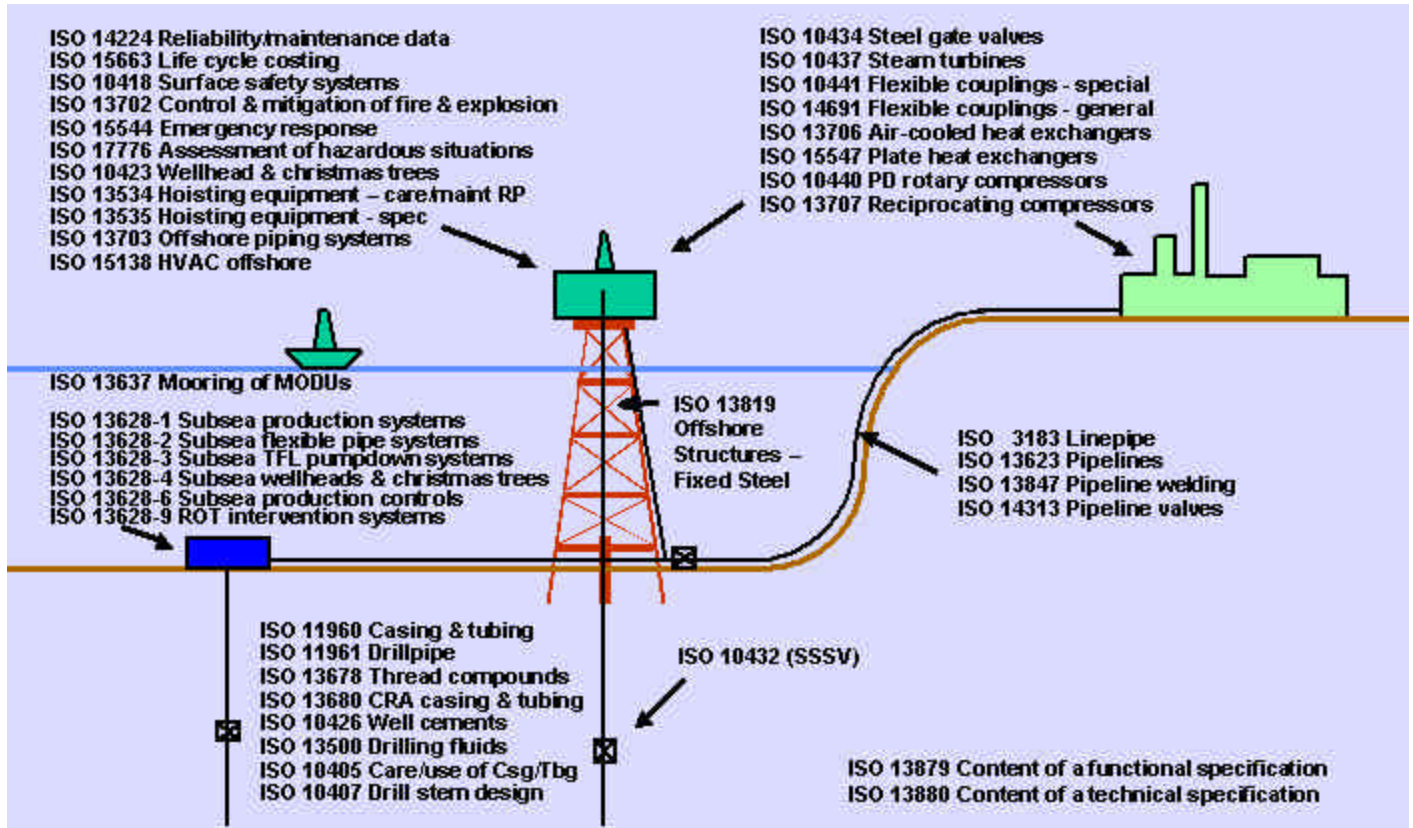 ISO 14224 Reliability/maintenance data
ISO 15663 Life cycle costing
ISO 10418 Surface safety systems
ISO 13702 Control & mitigation of fire & explosion
ISO 15544 Emergency response
ISO 17776 Assessment of hazardous situations
ISO 10423 Wellhead & christmas trees
ISO 13534 Hoisting equipment – care/maint RP
ISO 13535 Hoisting equipment - spec
ISO 13703 Offshore piping systems
ISO 15138 HVAC offshore
ISO 10434 Steel gate valves
ISO 10437 Steam turbines
ISO 10441 Flexible couplings - special
ISO 14691 Flexible couplings - general
ISO 13706 Air-cooled heat exchangers
ISO 15547 Plate heat exchangers
ISO 10440 PD rotary compressors
ISO 13707 Reciprocating compressors
ISO 13637 Mooring of MODUs
ISO 13628-1 Subsea production systems
ISO 13628-2 Subsea flexible pipe systems
ISO 13628-3 Subsea TFL pumpdown systems
ISO 13628-4 Subsea wellheads & christmas trees
ISO 13628-6 Subsea production controls
ISO 13628-9 ROT intervention systems
ISO 13819
Offshore
Structures –
Fixed Steel
ISO 3183 Linepipe
ISO 13623 Pipelines
ISO 13847 Pipeline welding
ISO 14313 Pipeline valves
ISO 11960 Casing & tubing
ISO 11961 Drillpipe
ISO 13678 Thread compounds
ISO 13680 CRA casing & tubing
ISO 10426 Well cements
ISO 13500 Drilling fluids
ISO 10405 Care/use of Csg/Tbg
ISO 10407 Drill stem design
ISO 10432 (SSSV)
ISO 13879 Content of a functional specification
ISO 13880 Content of a technical specification